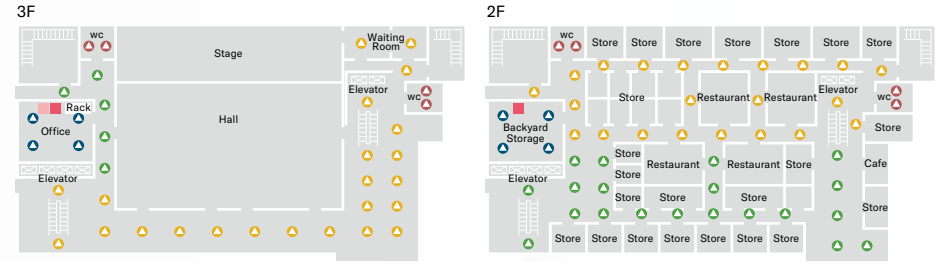 3F
WC
Waiting
Room
Stage
Elevator
WC
Rack
Hall
Office
Elevator
2F
WC
Store
Store
Store
Store
Store
Store
Store
Elevator
WC
Store
Restaurant
Restaurant
Backyard
Storage
Store
Store
Restaurant
Restaurant
Store
Cafe
Store
Elevator
Store
Store
Store
Store
Store
Store
Store
Store
Store
Store
Store